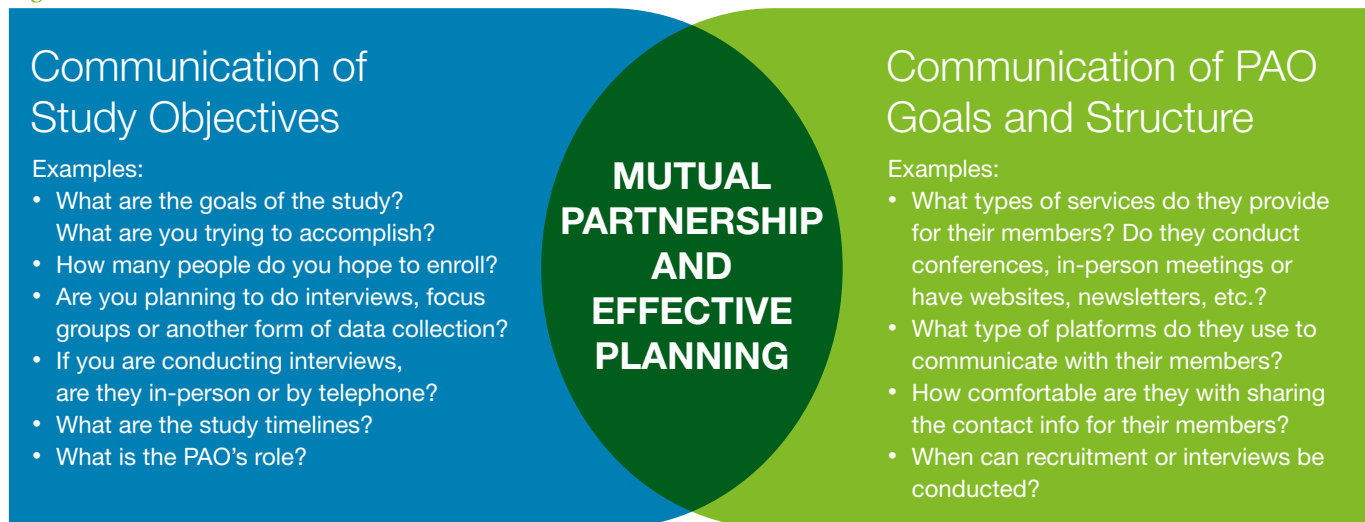 Communication of
Study Objectives
Examples:
• What are the goals of the study?
What are you trying to accomplish?
• How many people do you hope to enroll?
• Are you planning to do interviews, focus
groups or another form of data collection?
• If you are conducting interviews,
are they in-person or by telephone?
• What are the study timelines?
• What is the PAO’s role?
MUTUAL
PARTNERSHIP
AND
EFFECTIVE
PLANNING
Communication of PAO
Goals and Structure
Examples:
• What types of services do they provide
for their members? Do they conduct
conferences, in-person meetings or
have websites, newsletters, etc.?
• What type of platforms do they use to
communicate with their members?
• How comfortable are they with sharing
the contact info for their members?
• When can recruitment or interviews be
conducted?